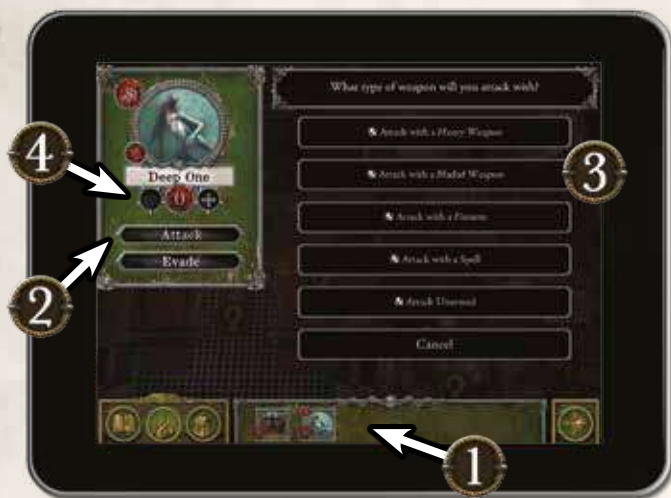 What type of weapon will you attack with?
Attack with a Heavy Weapon
3
4
Attack with a Bladed Weapon
Deep One
0
Attack with a Firearm
Attack
2
Evade
Attack with a Spell
Attack Unarmed
Cancel
1